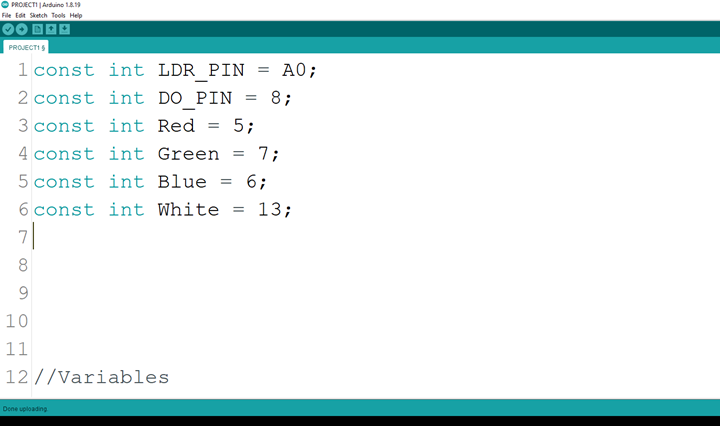 PROJECT1 | Arduino 1.8.19
File Edit Sketch Tools Help
PROJECT1 §
1 const int LDR_PIN = A0;
2 const int DO_PIN = 8;
3 const int Red = 5;
4 const int Green = 7;
5 const int Blue = 6;
6 const int White = 13;
7
8
9
10
11
12 //Variables
Done uploading.